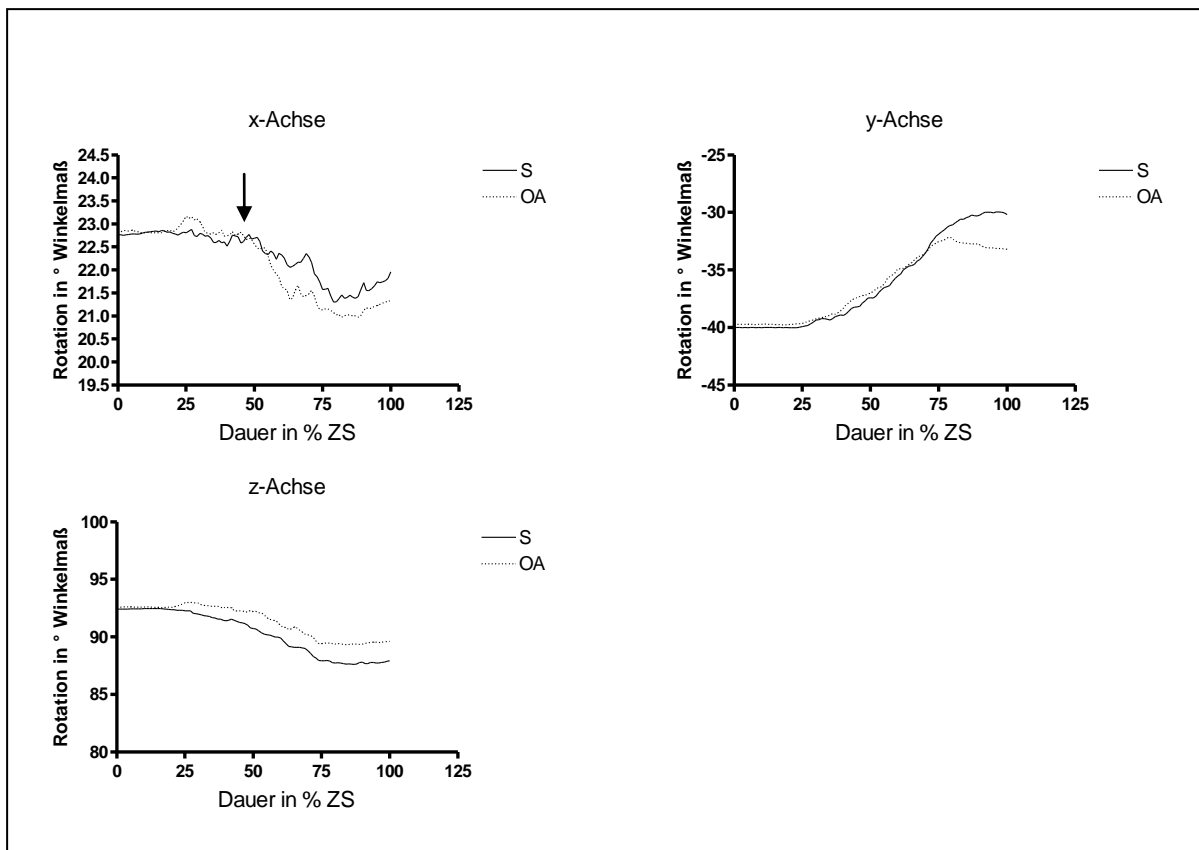 x-Achse
24.5
24.0
23.5
23.0
22.5
22.0
21.5
21.0
20.5
20.0
19.5
Rotation in ° Winkelmaß
0 25 50 75 100 125
Dauer in % ZS
S
OA
y-Achse
-25
-30
-35
-40
-45
Rotation in ° Winkelmaß
0 25 50 75 100 125
Dauer in % ZS
S
OA
z-Achse
100
95
90
85
80
Rotation in ° Winkelmaß
0 25 50 75 100 125
Dauer in % ZS
S
OA